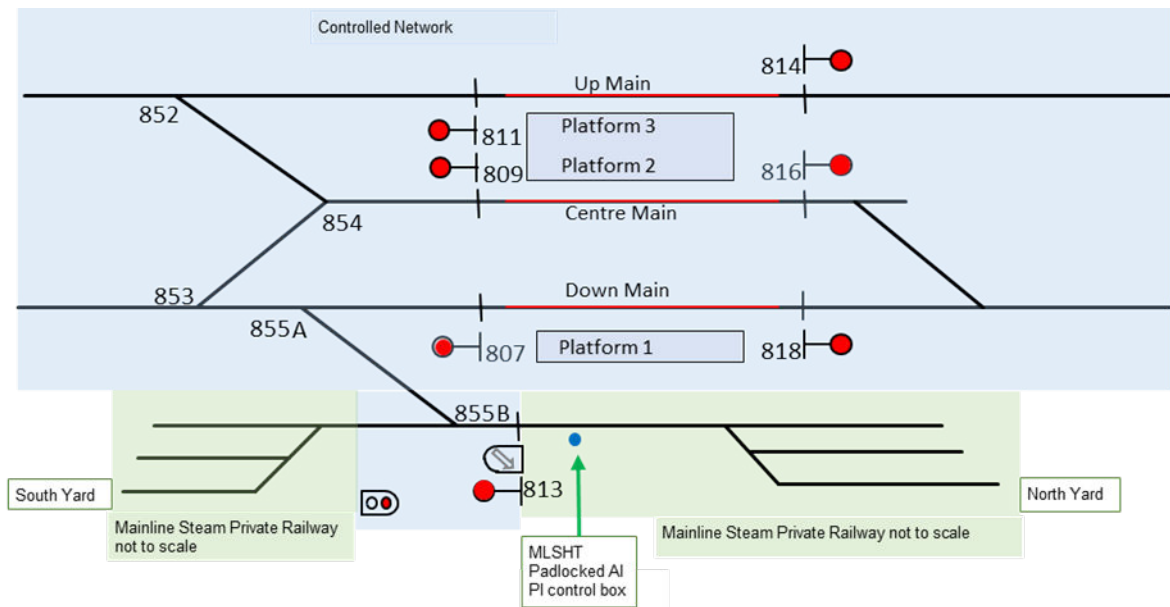 Controlled Network
814
Up Main
852
811
Platform 3
809
Platform 2
816
854
Centre Main
853
Down Main
855A
807
Platform 1
818
855B
813
South Yard
North Yard
Mainline Steam Private Railway
not to scale
Mainline Steam Private Railway not to scale
MLSHT
Padlocked AI
PI control box